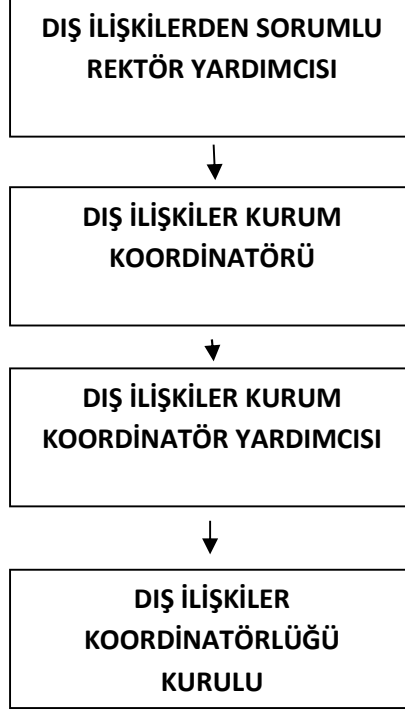 DIŞ İLİŞKİLERDEN SORUMLU
REKTÖR YARDIMCISI
DIŞ İLİŞKİLER KURUM
KOORDİNATÖRÜ
DIŞ İLİŞKİLER KURUM
KOORDİNATÖR YARDIMCISI
DIŞ İLİŞKİLER
KOORDİNATÖRLÜĞÜ
KURULU